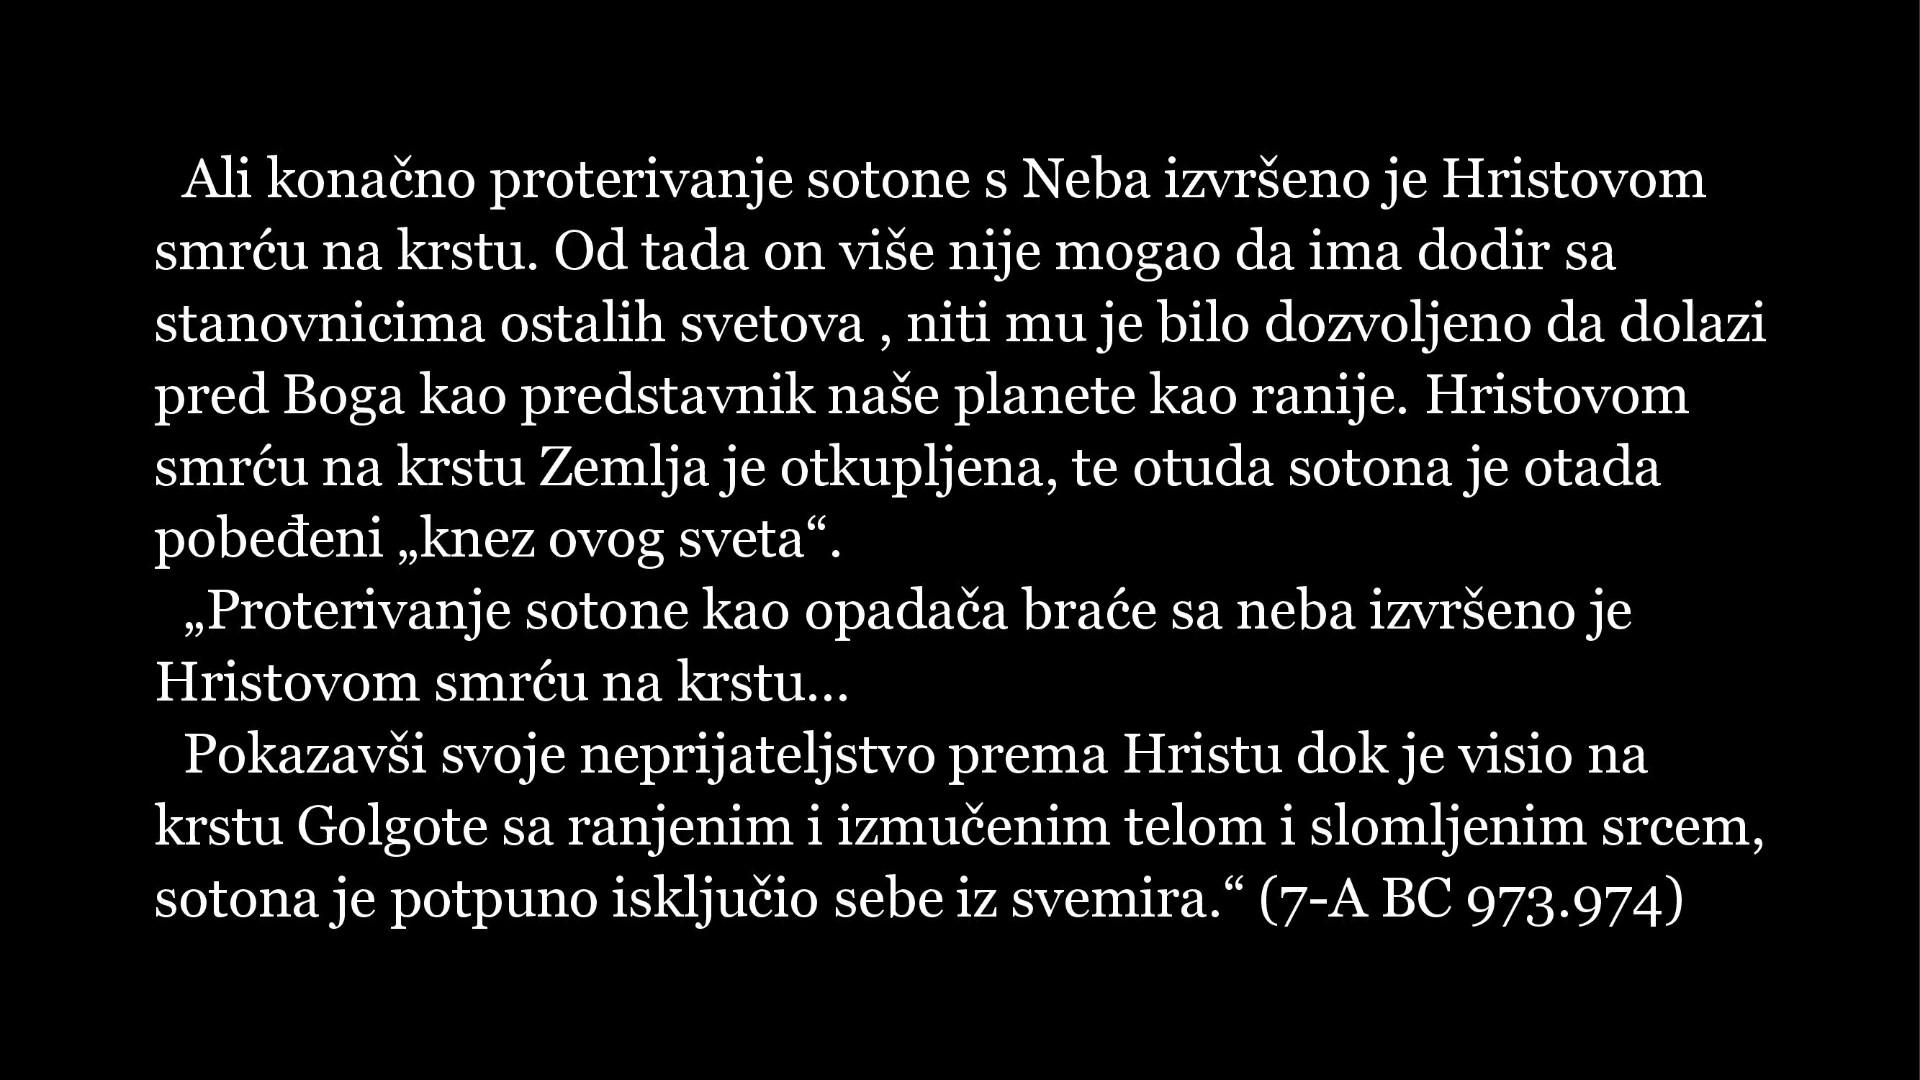 Ali konačno proterivanje sotone s Neba izvršeno je Hristovom
smrću na krstu. Od tada on više nije mogao da ima dodir sa
stanovnicima ostalih svetova , niti mu je bilo dozvoljeno da dolazi
pred Boga kao predstavnik naše planete kao ranije. Hristovom
smrću na krstu Zemlja je otkupljena, te otuda sotona je otada
pobeđeni „knez ovog sveta“.
„Proterivanje sotone kao opadača braće sa neba izvršeno je
Hristovom smrću na krstu...
Pokazavši svoje neprijateljstvo prema Hristu dok je visio na
krstu Golgote sa ranjenim i izmučenim telom i slomljenim srcem,
sotona je potpuno isključio sebe iz svemira.“ (7-A BC 973.974)